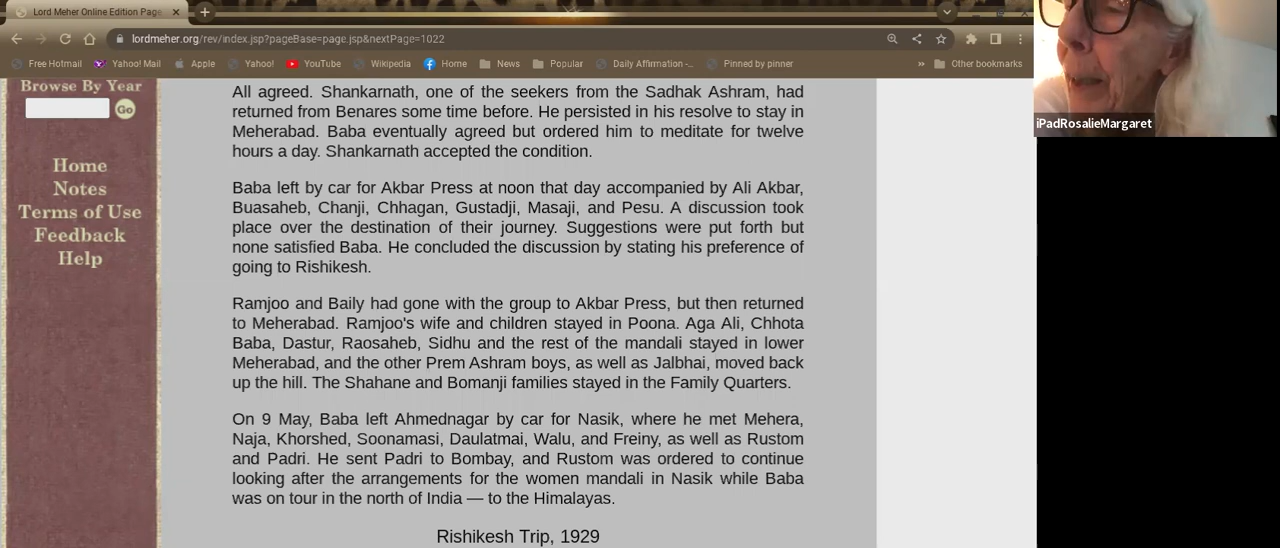 Lord Meher Online Edition Page
lordmeher.org/rev/index.jsp?pageBase=page.jsp&nextPage=1022
Free Hotmail Yahoo! Mail Apple Yahoo! YouTube Wikipedia Home News Popular Daily Affirmation -... Pinned by pinner » Other bookmarks
iPadRosalieMargaret
Browse By Year
Go
Home
Notes
Terms of Use
Feedback
Help
All agreed. Shankarnath, one of the seekers from the Sadhak Ashram, had
returned from Benares some time before. He persisted in his resolve to stay in
Meherabad. Baba eventually agreed but ordered him to meditate for twelve
hours a day. Shankarnath accepted the condition.
Baba left by car for Akbar Press at noon that day accompanied by Ali Akbar,
Buasaheb, Chanji, Chhagan, Gustadji, Masaji, and Pesu. A discussion took
place over the destination of their journey. Suggestions were put forth but
none satisfied Baba. He concluded the discussion by stating his preference of
going to Rishikesh.
Ramjoo and Baily had gone with the group to Akbar Press, but then returned
to Meherabad. Ramjoo's wife and children stayed in Poona. Aga Ali, Chhota
Baba, Dastur, Raosaheb, Sidhu and the rest of the mandali stayed in lower
Meherabad, and the other Prem Ashram boys, as well as Jalbhai, moved back
up the hill. The Shahane and Bomanji families stayed in the Family Quarters.
On 9 May, Baba left Ahmednagar by car for Nasik, where he met Mehera,
Naja, Khorshed, Soonamasi, Daulatmai, Walu, and Freiny, as well as Rustom
and Padri. He sent Padri to Bombay, and Rustom was ordered to continue
looking after the arrangements for the women mandali in Nasik while Baba
was on tour in the north of India — to the Himalayas.
Rishikesh Trip, 1929